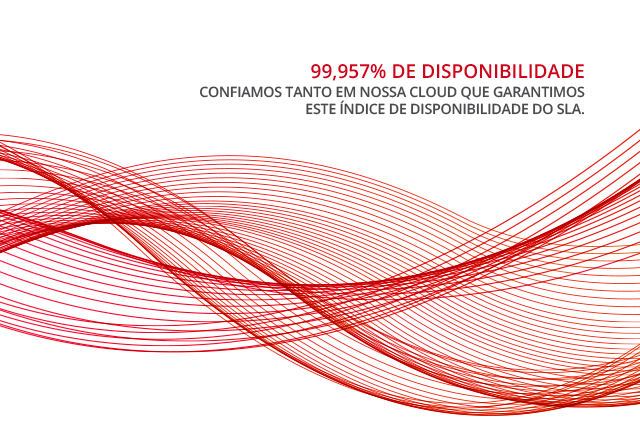 99,957% DE DISPONIBILIDADE
CONFIAMOS TANTO EM NOSSA CLOUD QUE GARANTIMOS
ESTE ÍNDICE DE DISPONIBILIDADE DO SLA.